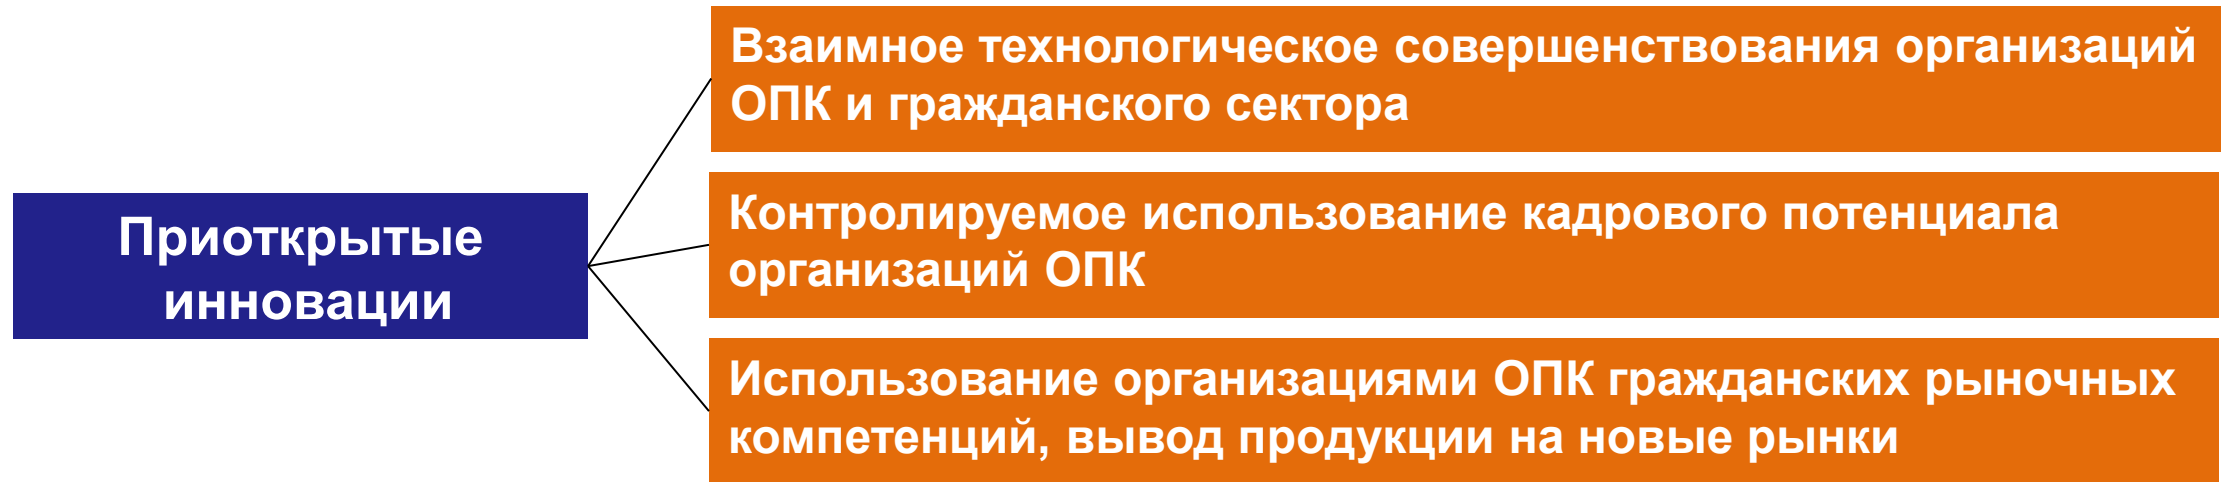 Приоткрытые
инновации
Взаимное технологическое совершенствования организаций
ОПК и гражданского сектора
Контролируемое использование кадрового потенциала
организаций ОПК
Использование организациями ОПК гражданских рыночных
компетенций, вывод продукции на новые рынки